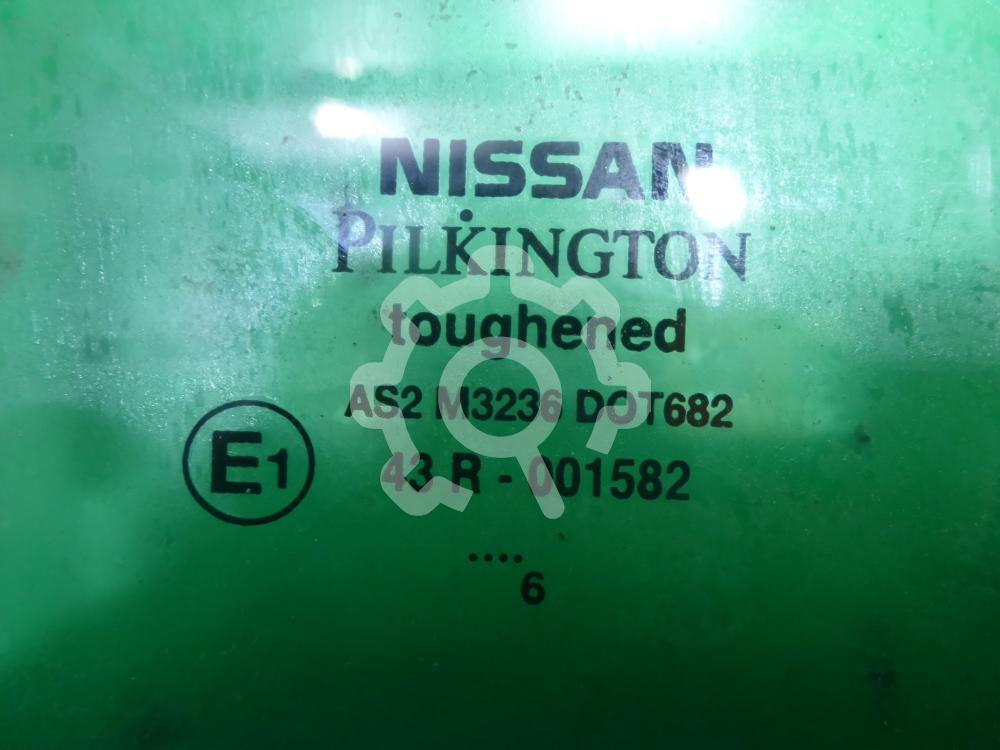 NISSAN
PILKINGTON
toughened
AS2 M3236 DOT682
E1
43 R - 001582
....
6